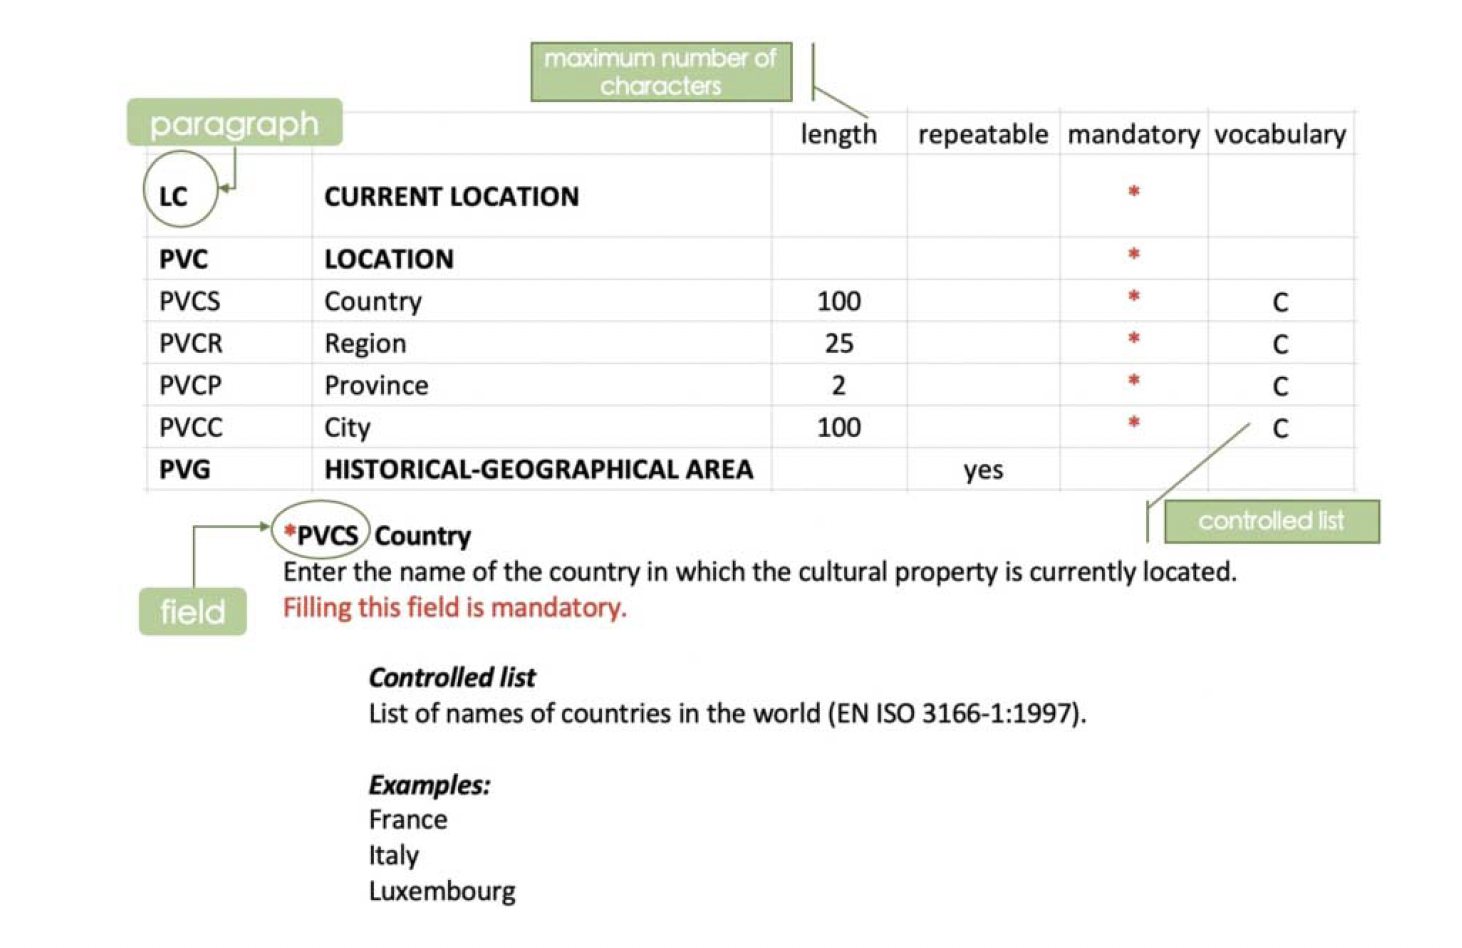 maximum number of
characters
paragraph
length repeatable mandatory vocabulary
LC CURRENT LOCATION *
PVC LOCATION *
PVCS Country 100 * C
PVCR Region 25 * C
PVCP Province 2 * C
PVCC City 100 * C
PVG HISTORICAL-GEOGRAPHICAL AREA yes
controlled list
*PVCS Country
Enter the name of the country in which the cultural property is currently located.
field
Filling this field is mandatory.
Controlled list
List of names of countries in the world (EN ISO 3166-1:1997).
Examples:
France
Italy
Luxembourg